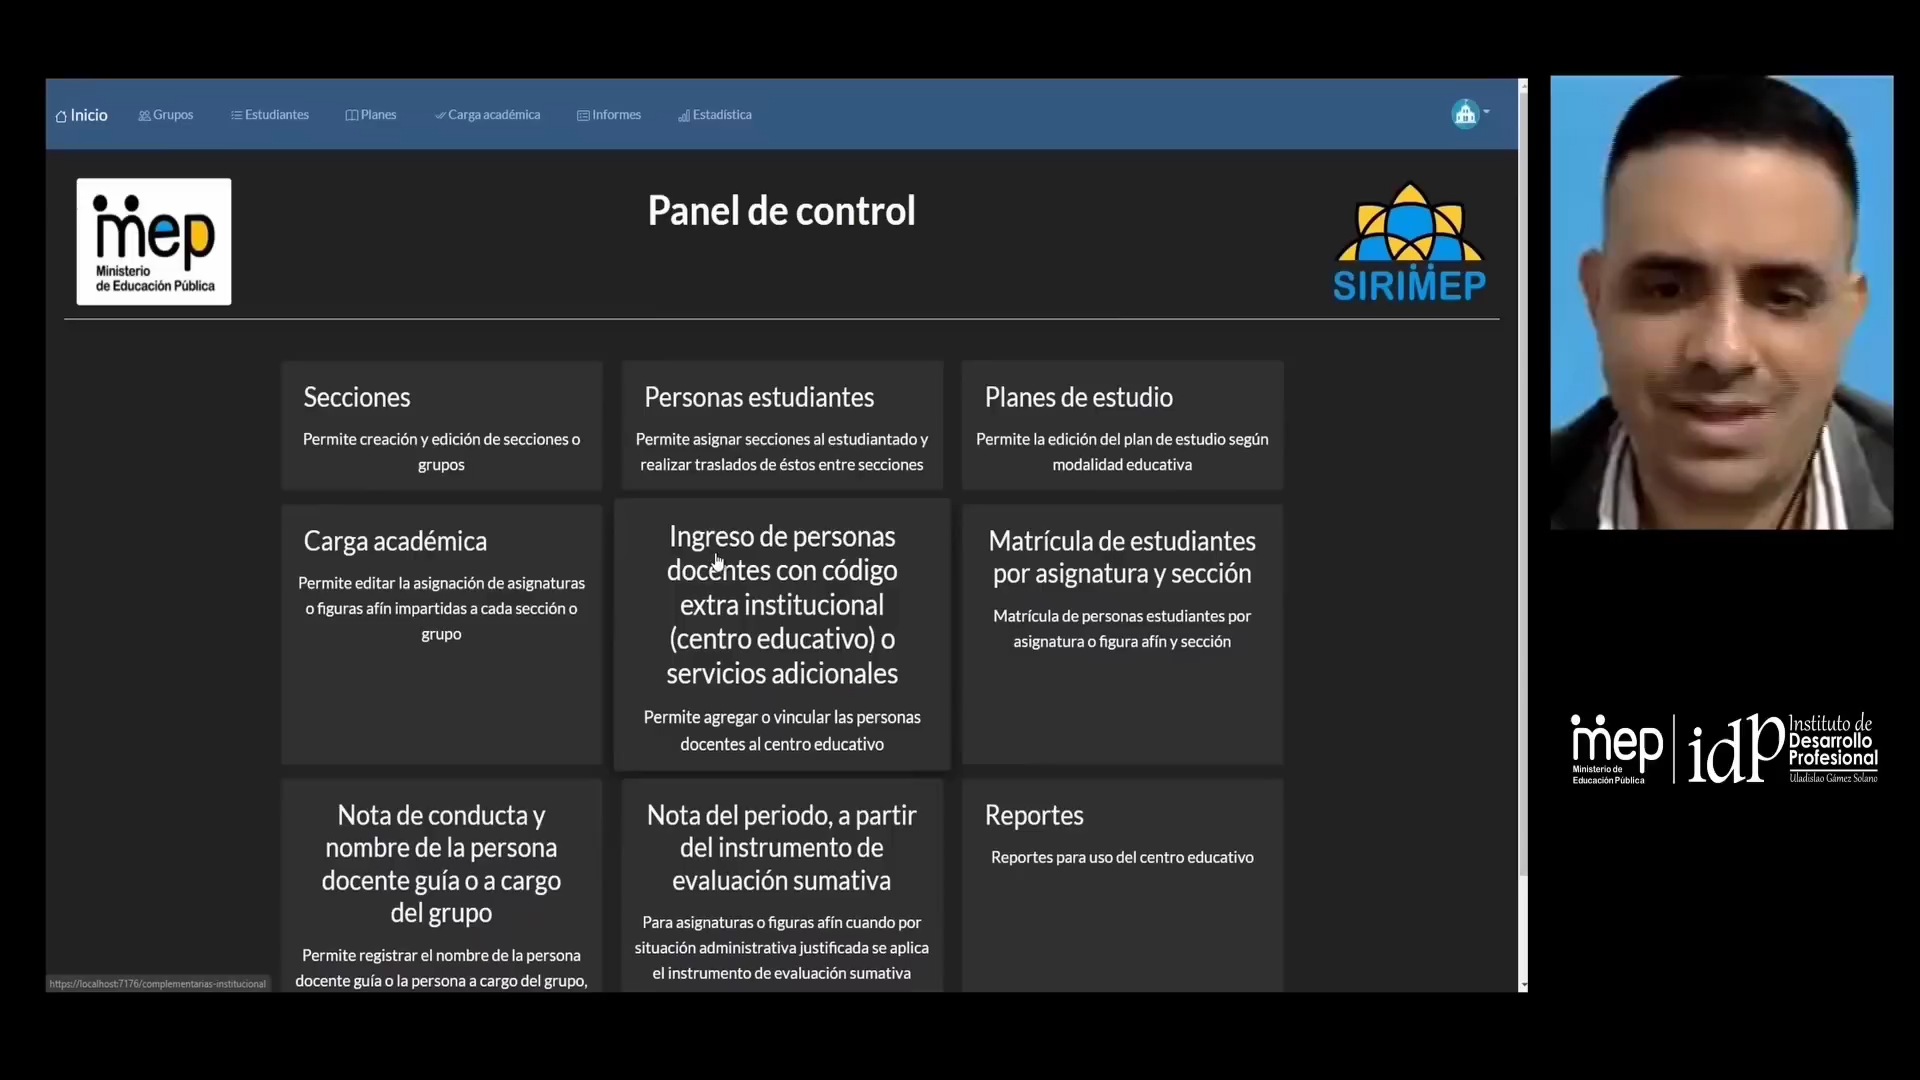 Inicio
Grupos
Estudiantes
Planes
Carga académica
Informes
Estadística
mep
Ministerio
de Educación Pública
Panel de control
SIRIMEP
Secciones
Permite creación y edición de secciones o
grupos
Personas estudiantes
Permite asignar secciones al estudiantado y
realizar traslados de éstos entre secciones
Planes de estudio
Permite la edición del plan de estudio según
modalidad educativa
Carga académica
Permite editar la asignación de asignaturas
o figuras afín impartidas a cada sección o
grupo
Ingreso de personas
docentes con código
extra institucional
(centro educativo) o
servicios adicionales
Permite agregar o vincular las personas
docentes al centro educativo
Matrícula de estudiantes
por asignatura y sección
Matrícula de personas estudiantes por
asignatura o figura afín y sección
Nota de conducta y
nombre de la persona
docente guía o a cargo
del grupo
Permite registrar el nombre de la persona
docente guía o la persona a cargo del grupo,
Nota del periodo, a partir
del instrumento de
evaluación sumativa
Para asignaturas o figuras afín cuando por
situación administrativa justificada se aplica
el instrumento de evaluación sumativa
Reportes
Reportes para uso del centro educativo
https://localhost:7176/complementarias-institucional
mep
Ministerio de
Educación Pública
idp
Instituto de
Desarrollo
Profesional
Uladislao Gámez Solano